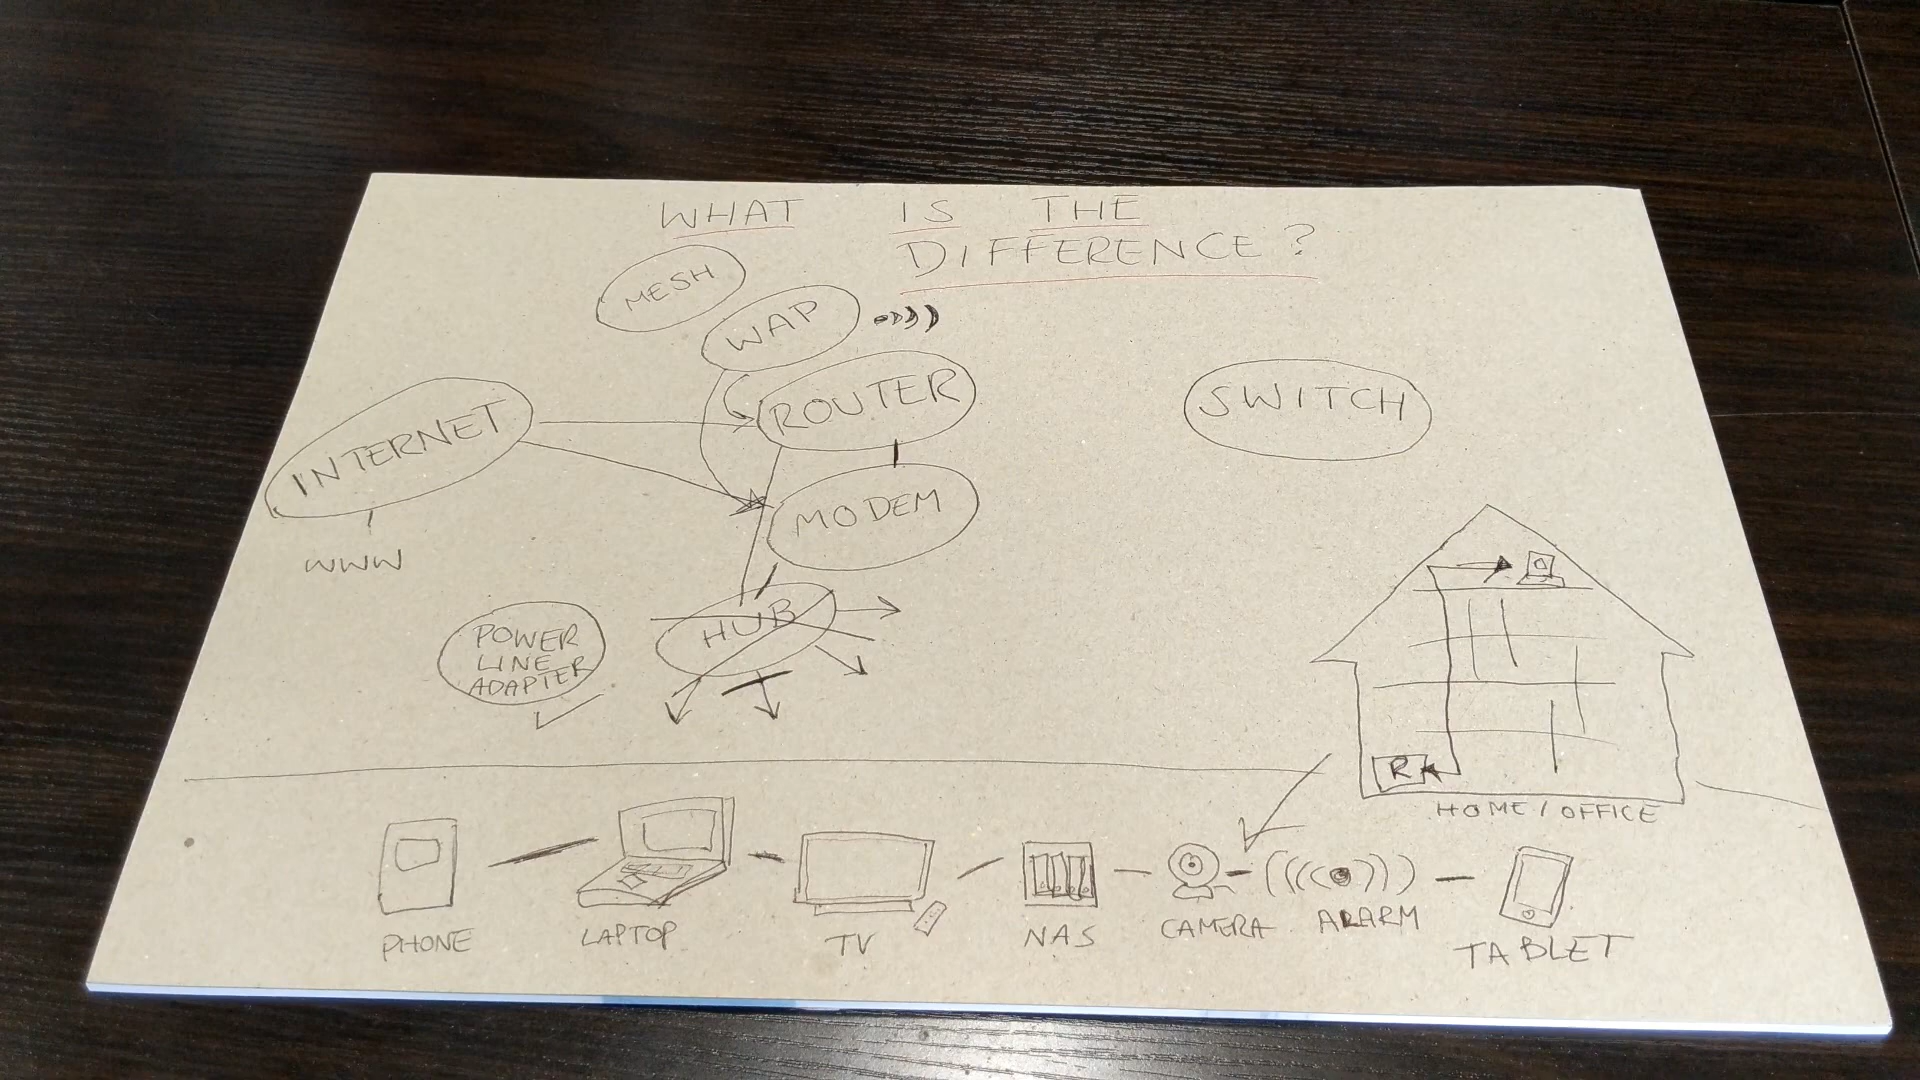 WHAT IS THE
DIFFERENCE?
MESH
WAP
ROUTER
SWITCH
INTERNET
MODEM
WWW
HUB
POWER
LINE
ADAPTER
R
HOME/OFFICE
PHONE
LAPTOP
TV
NAS
CAMERA
ALARM
TABLET